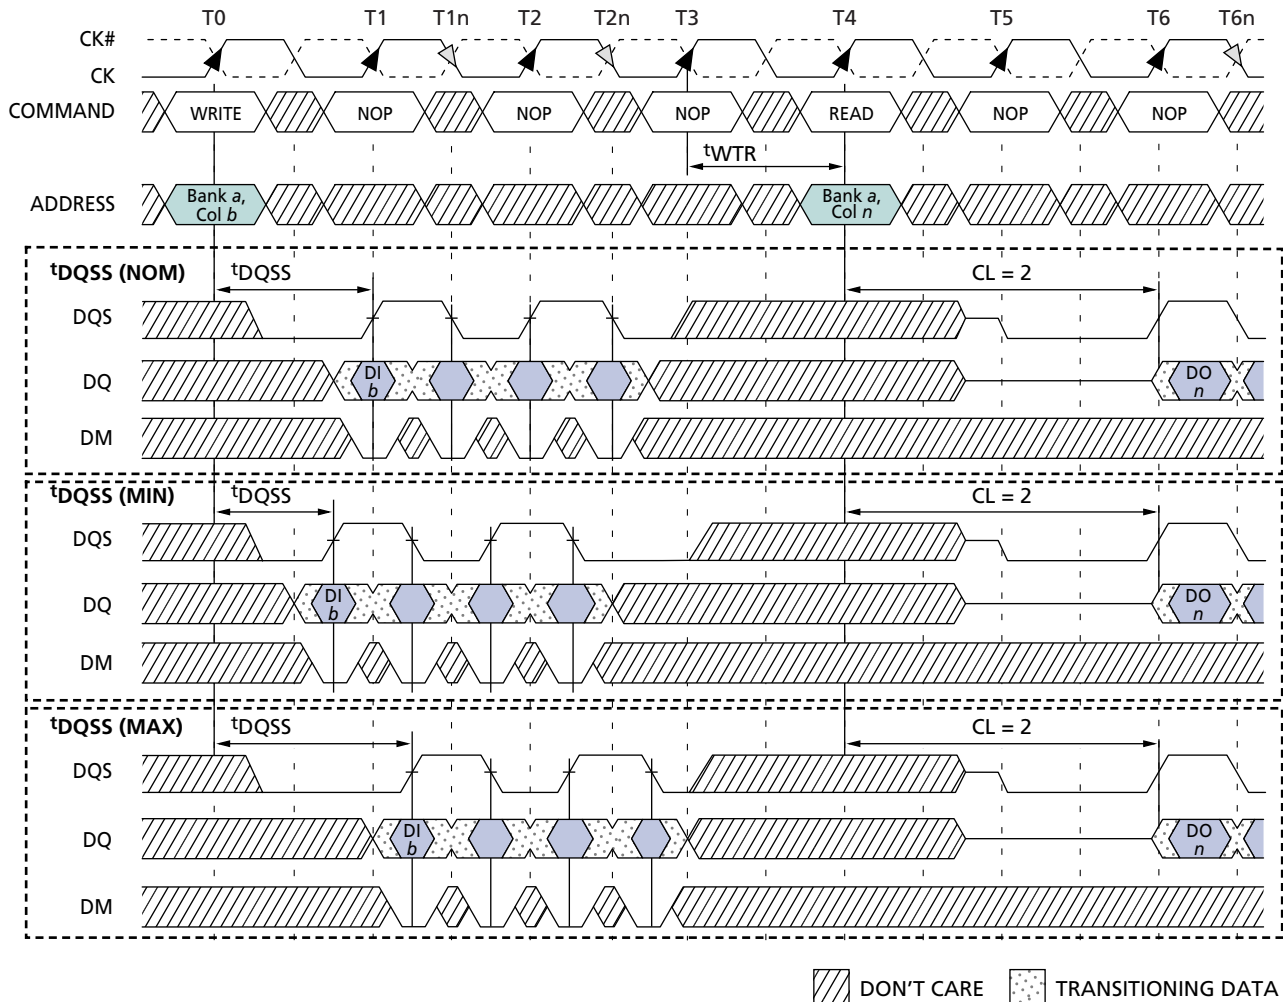 T0 T1 T1n T2 T2n T3 T4 T5 T6 T6n
CK#
CK
COMMAND WRITE NOP NOP NOP READ NOP NOP
tWTR
ADDRESS Bank a, Col b Bank a, Col n
tDQSS (NOM) tDQSS CL = 2
DQS
DQ DI b DO n
DM
tDQSS (MIN) tDQSS CL = 2
DQS
DQ DI b DO n
DM
tDQSS (MAX) tDQSS CL = 2
DQS
DQ DI b DO n
DM
DON'T CARE TRANSITIONING DATA